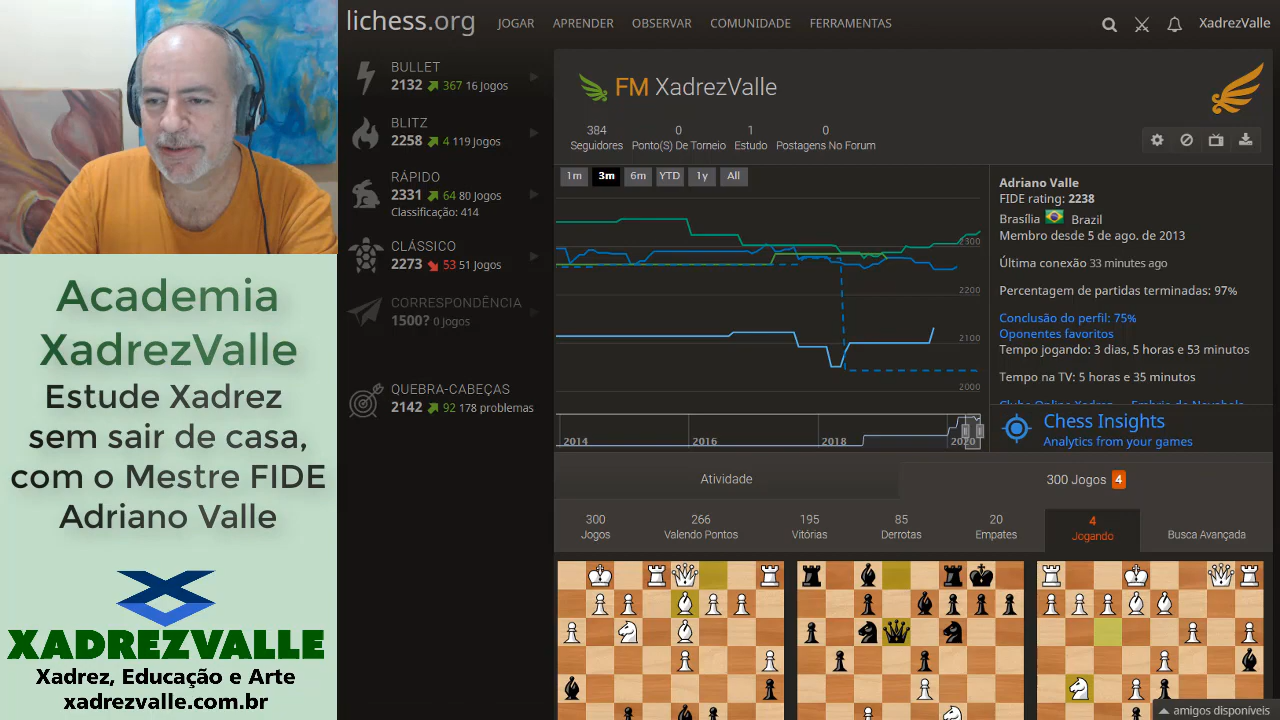 lichess.org
JOGAR
APRENDER
OBSERVAR
COMUNIDADE
FERRAMENTAS
XadrezValle
BULLET
2132 367 16 jogos
BLITZ
2258 4 119 Jogos
RÁPIDO
2331 64 80 Jogos
Classificação: 414
CLÁSSICO
2273 53 51 Jogos
CORRESPONDÊNCIA
1500? 0 jogos
QUEBRA-CABEÇAS
2142 92 178 problemas
FM XadrezValle
384
Seguidores
0
Ponto(S) De Torneio
1
Estudo
0
Postagens No Forum
1m
3m
6m
YTD
1y
All
2300
2200
2100
2000
2014
2016
2018
2020
Adriano Valle
FIDE rating: 2238
Brasília Brazil
Membro desde 5 de ago. de 2013
Última conexão 33 minutes ago
Percentagem de partidas terminadas: 97%
Conclusão do perfil: 75%
Oponentes favoritos
Tempo jogando: 3 dias, 5 horas e 53 minutos
Tempo na TV: 5 horas e 35 minutos
Chess Insights
Analytics from your games
Atividade
300 Jogos 4
300
Jogos
266
Valendo Pontos
195
Vitórias
85
Derrotas
20
Empates
4
Jogando
Busca Avançada
amigos disponíveis
Academia
XadrezValle
Estude Xadrez
sem sair de casa,
com o Mestre FIDE
Adriano Valle
XADREZVALLE
Xadrez, Educação e Arte
xadrezvalle.com.br